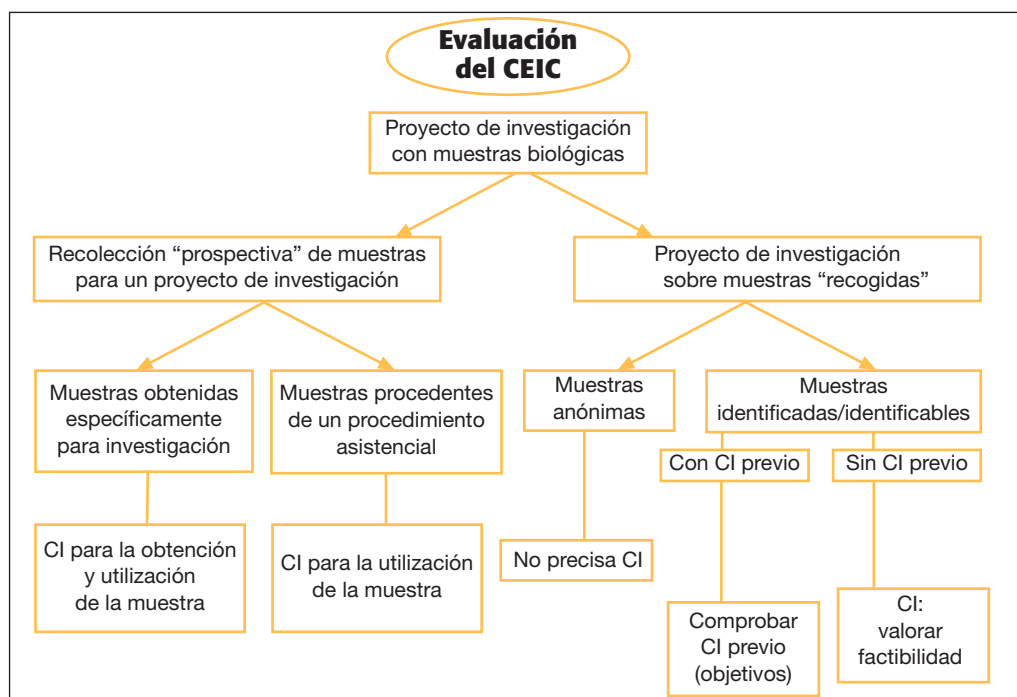 Evaluación
del CEIC
Proyecto de investigación
con muestras biológicas
Recolección “prospectiva” de muestras
para un proyecto de investigación
Proyecto de investigación
sobre muestras “recogidas”
Muestras obtenidas
específicamente
para investigación
Muestras procedentes
de un procedimiento
asistencial
Muestras
anónimas
Muestras
identificadas/identificables
Con CI previo
Sin CI previo
CI para la obtención
y utilización
de la muestra
CI para la utilización
de la muestra
No precisa CI
Comprobar
CI previo
(objetivos)
CI:
valorar
factibilidad